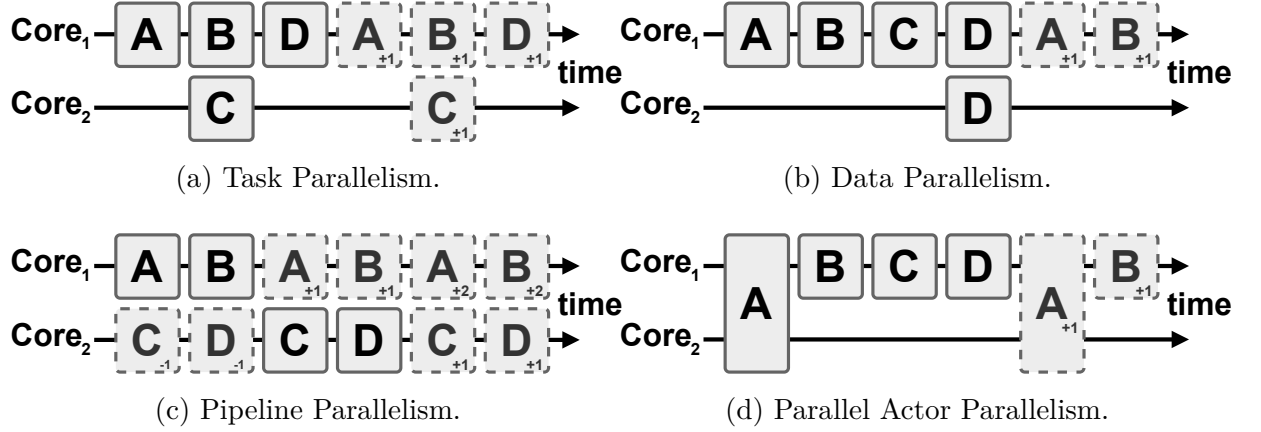 Core1 A B D A+1 B+1 D+1
time
Core2 C C+1
(a) Task Parallelism.
Core1 A B C D A+1 B+1
time
Core2 D
(b) Data Parallelism.
Core1 A B A+1 B+1 A+2 B+2
time
Core2 C-1 D-1 C D C+1 D+1
(c) Pipeline Parallelism.
Core1 A B C D A+1 B+1
time
Core2
(d) Parallel Actor Parallelism.